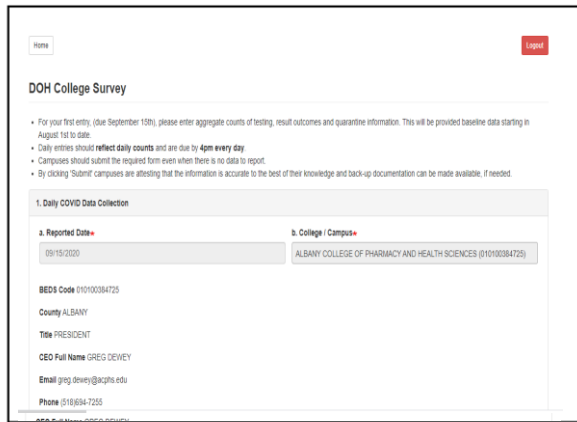 Home
Logout
DOH College Survey
For your first entry, (due September 15th), please enter aggregate counts of testing, result outcomes and quarantine information. This will be provided baseline data starting in
August 1st to date.
Daily entries should reflect daily counts and are due by 4pm every day.
Campuses should submit the required form even when there is no data to report.
By clicking 'Submit' campuses are attesting that the information is accurate to the best of their knowledge and back-up documentation can be made available, if needed.
1. Daily COVID Data Collection
a. Reported Date*
b. College / Campus*
09/15/2020
ALBANY COLLEGE OF PHARMACY AND HEALTH SCIENCES (010100384725)
BEDS Code 010100384725
County ALBANY
Title PRESIDENT
CEO Full Name GREG DEWEY
Email greg.dewey@acphs.edu
Phone (518)694-7255
CEO Full Name GREG DEWEY